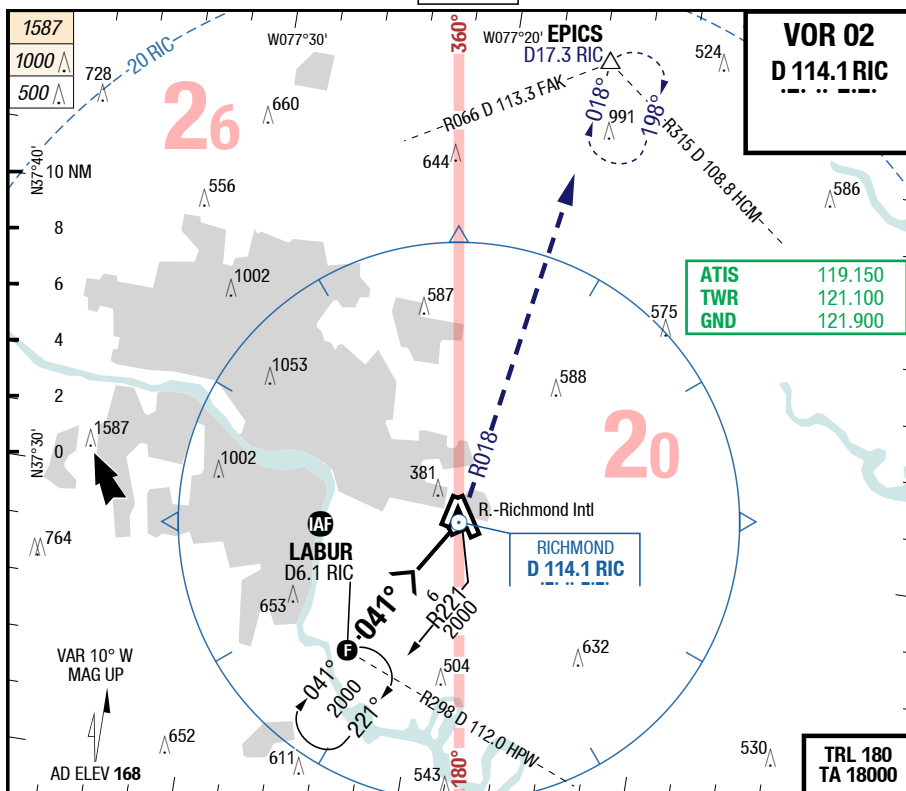 1587
1000
500
20 RIC
W077°30'
360°
W077°20'
EPICS
D17.3 RIC
524
VOR 02
D 114.1 RIC
728
660
26
R066 D 113.3 FAK
018°
198°
991
R315 D 108.8 HCM
N37°40'
10 NM
644
556
586
8
1002
6
587
575
ATIS 119.150
TWR 121.100
GND 121.900
4
1053
588
2
1587
R018
20
N37°30'
0
1002
381
R.-Richmond Intl
IAF
LABUR
D6.1 RIC
764
RICHMOND
D 114.1 RIC
653
041°
6
R221
2000
F
632
VAR 10° W
MAG UP
041°
2000
221°
504
R298 D 112.0 HPW
652
611
543
180°
530
AD ELEV 168
TRL 180
TA 18000